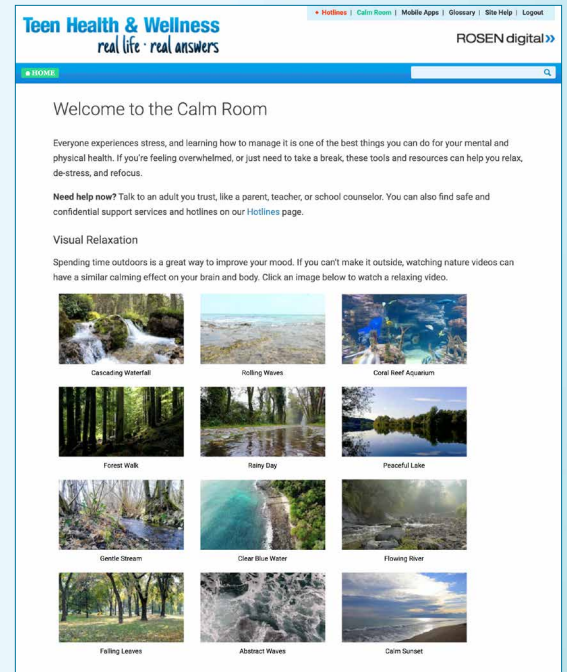 Teen Health & Wellness
real life · real answers
• Hotlines | Calm Room | Mobile Apps | Glossary | Site Help | Logout
ROSEN digital»
HOME
Welcome to the Calm Room
Everyone experiences stress, and learning how to manage it is one of the best things you can do for your mental and
physical health. If you're feeling overwhelmed, or just need to take a break, these tools and resources can help you relax,
de-stress, and refocus.
Need help now? Talk to an adult you trust, like a parent, teacher, or school counselor. You can also find safe and
confidential support services and hotlines on our Hotlines page.
Visual Relaxation
Spending time outdoors is a great way to improve your mood. If you can't make it outside, watching nature videos can
have a similar calming effect on your brain and body. Click an image below to watch a relaxing video.
Cascading Waterfall
Rolling Waves
Coral Reef Aquarium
Forest Walk
Rainy Day
Peaceful Lake
Gentle Stream
Clear Blue Water
Flowing River
Falling Leaves
Abstract Waves
Calm Sunset